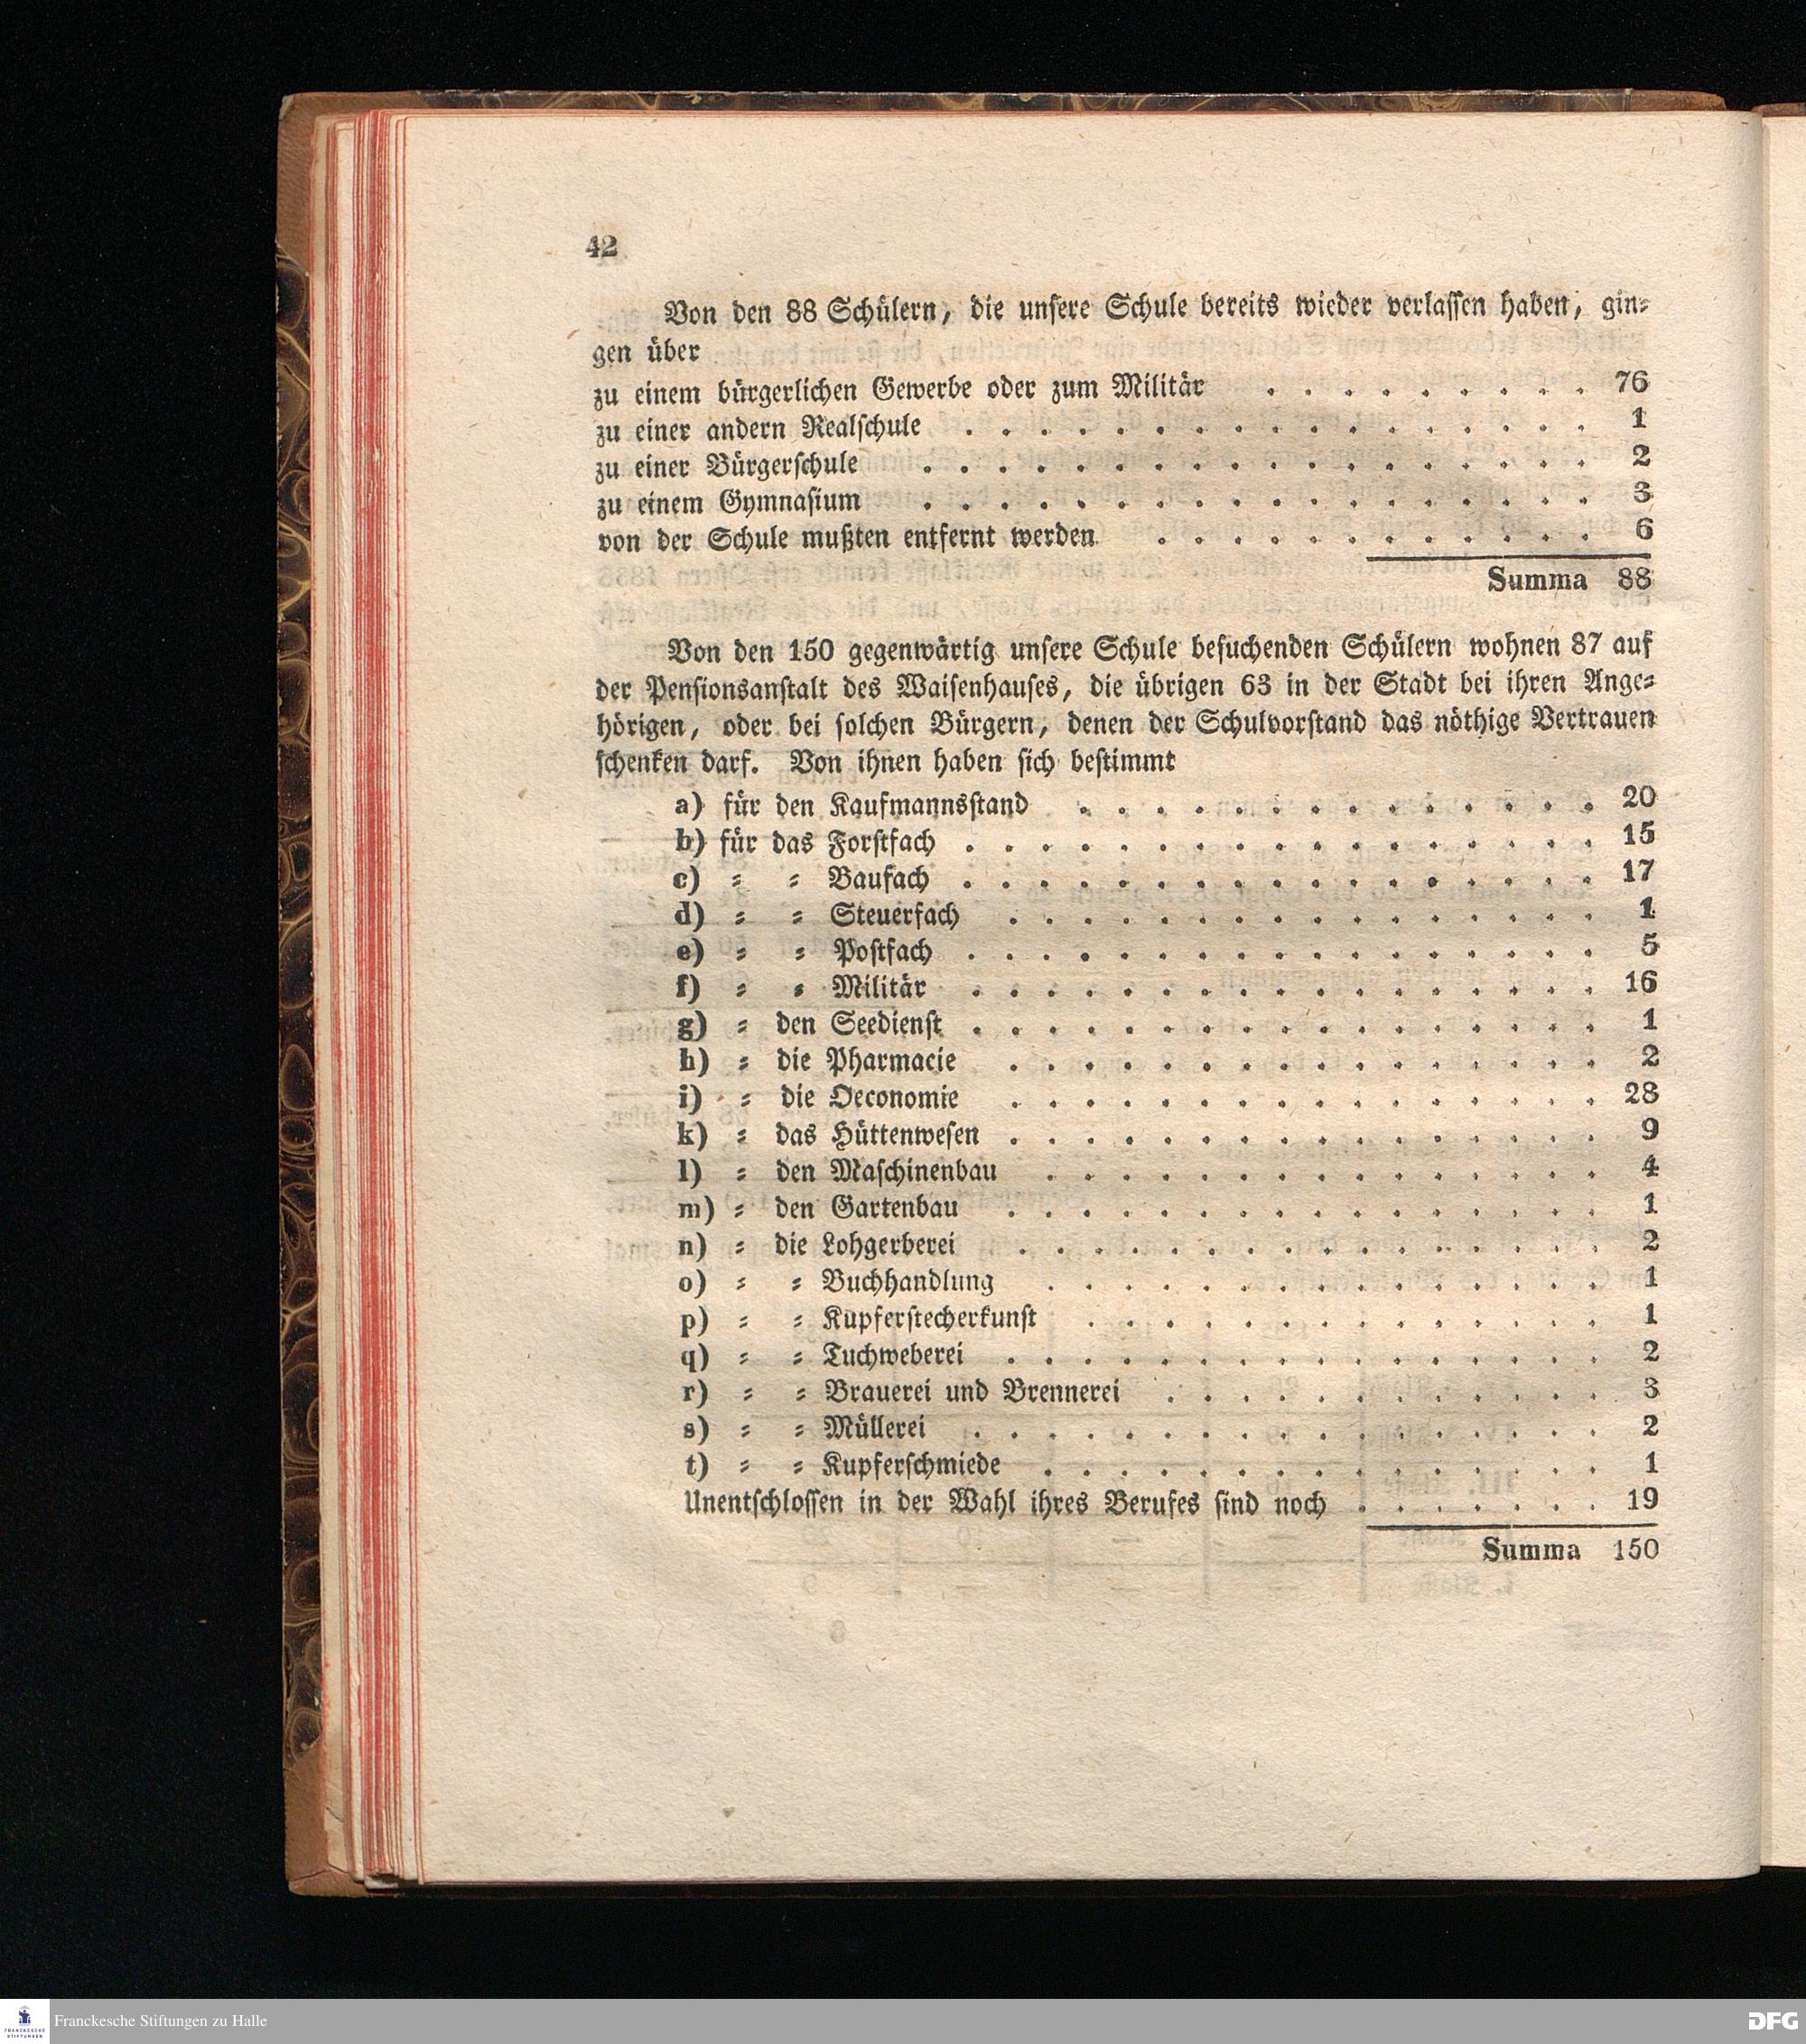 42
Von den 88 Schülern, die unsere Schule bereits wieder verlassen haben, gin⸗
gen über
zu einem bürgerlichen Gewerbe oder zum Militär . . . . . . . . . 76
zu einer andern Realschule . . . . . . . . . . . . . . . . . 1
zu einer Bürgerschule . . . . . . . . . . . . . . . . . . 2
zu einem Gymnasium . . . . . . . . . . . . . . . . . . 3
von der Schule mußten entfernt werden . . . . . . . . . . . . 6
Summa 88
Von den 150 gegenwärtig unsere Schule besuchenden Schülern wohnen 87 auf
der Pensionsanstalt des Waisenhauses, die übrigen 63 in der Stadt bei ihren Ange⸗
hörigen, oder bei solchen Bürgern, denen der Schulvorstand das nöthige Vertrauen
schenken darf. Von ihnen haben sich bestimmt
a) für den Kaufmannsstand . . . . . . . . . . . . . . 20
b) für das Forstfach . . . . . . . . . . . . . . . . . 15
c) ⸗ ⸗ Baufach . . . . . . . . . . . . . . . . . 17
d) ⸗ ⸗ Steuerfach . . . . . . . . . . . . . . . . 1
e) ⸗ ⸗ Postfach . . . . . . . . . . . . . . . . . 5
f) ⸗ ⸗ Militär . . . . . . . . . . . . . . . . . 16
g) ⸗ den Seedienst . . . . . . . . . . . . . . . . . 1
h) ⸗ die Pharmacie . . . . . . . . . . . . . . . . 2
i) ⸗ die Oeconomie . . . . . . . . . . . . . . . . 28
k) ⸗ das Hüttenwesen . . . . . . . . . . . . . . . . 9
l) ⸗ den Maschinenbau . . . . . . . . . . . . . . . 4
m) ⸗ den Gartenbau . . . . . . . . . . . . . . . . 1
n) ⸗ die Lohgerberei . . . . . . . . . . . . . . . . 2
o) ⸗ ⸗ Buchhandlung . . . . . . . . . . . . . . . 1
p) ⸗ ⸗ Kupferstecherkunst . . . . . . . . . . . . . . 1
q) ⸗ ⸗ Tuchweberei . . . . . . . . . . . . . . . . 2
r) ⸗ ⸗ Brauerei und Brennerei . . . . . . . . . . . . 3
s) ⸗ ⸗ Müllerei . . . . . . . . . . . . . . . . . 2
t) ⸗ ⸗ Kupferschmiede . . . . . . . . . . . . . . . 1
Unentschlossen in der Wahl ihres Berufes sind noch . . . . . . . 19
Summa 150
FRANCKESCHE
STIFTUNGEN
Franckesche Stiftungen zu Halle
DFG